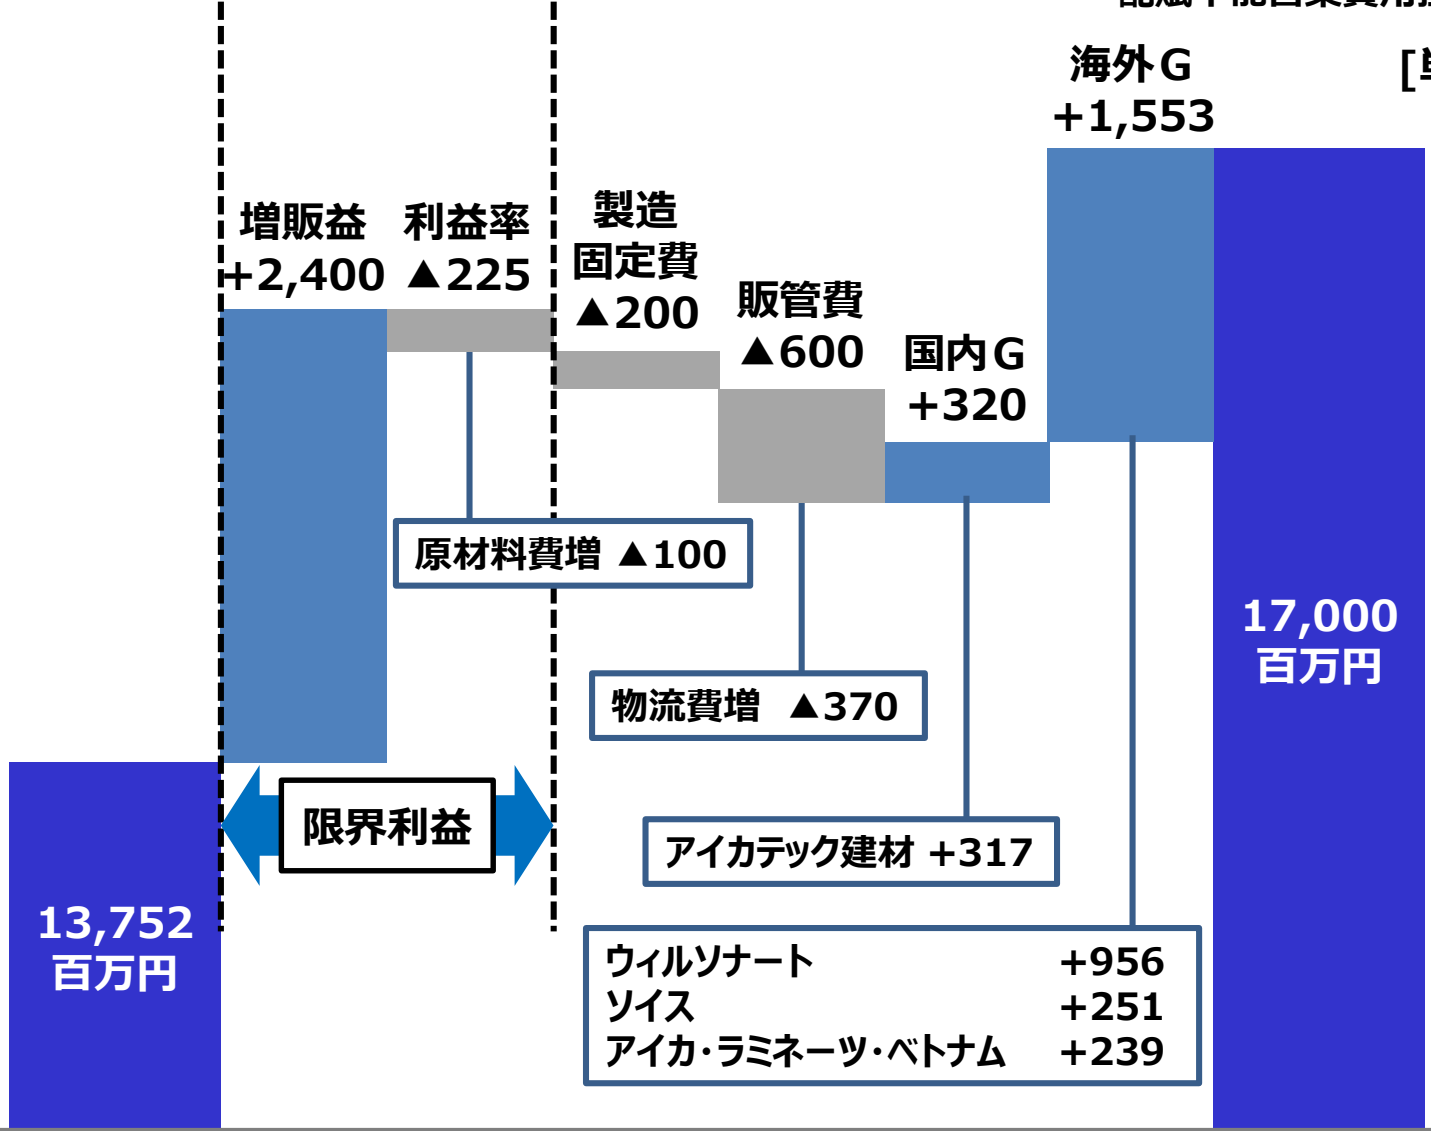 海外G
+1,553
増販益
+2,400
利益率
▲225
製造
固定費
▲200
販管費
▲600
国内G
+320
原材料費増 ▲100
物流費増 ▲370
アイカテック建材 +317
ウィルソナート +956
ソイス +251
アイカ・ラミネーツ・ベトナム +239
限界利益
13,752
百万円
17,000
百万円